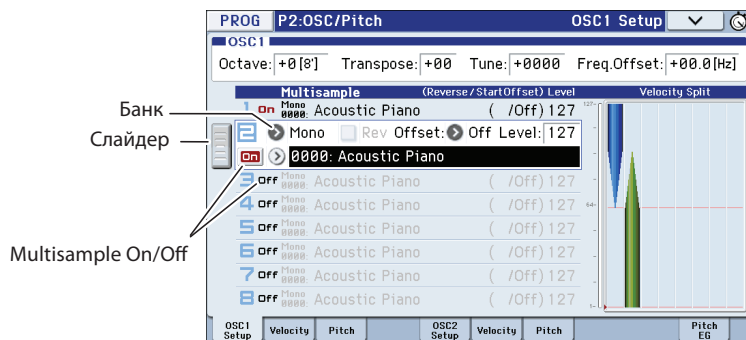 PROG P2:OSC/Pitch OSC1 Setup
OSC1
Octave: +0[8'] Transpose: +00 Tune: +0000 Freq.Offset: +00.0[Hz]
Multisample (Reverse/StartOffset) Level Velocity Split
1 On Mono 0000: Acoustic Piano ( /Off) 127 127-
Банк
2 Mono Rev Offset: Off Level: 127
Слайдер
On 0000: Acoustic Piano
3 Off Mono 0000: Acoustic Piano ( /Off) 127
4 Off Mono 0000: Acoustic Piano ( /Off) 127 64-
5 Off Mono 0000: Acoustic Piano ( /Off) 127
Multisample On/Off
6 Off Mono 0000: Acoustic Piano ( /Off) 127
7 Off Mono 0000: Acoustic Piano ( /Off) 127
8 Off Mono 0000: Acoustic Piano ( /Off) 127 1-
OSC1 Setup Velocity Pitch OSC2 Setup Velocity Pitch Pitch EG